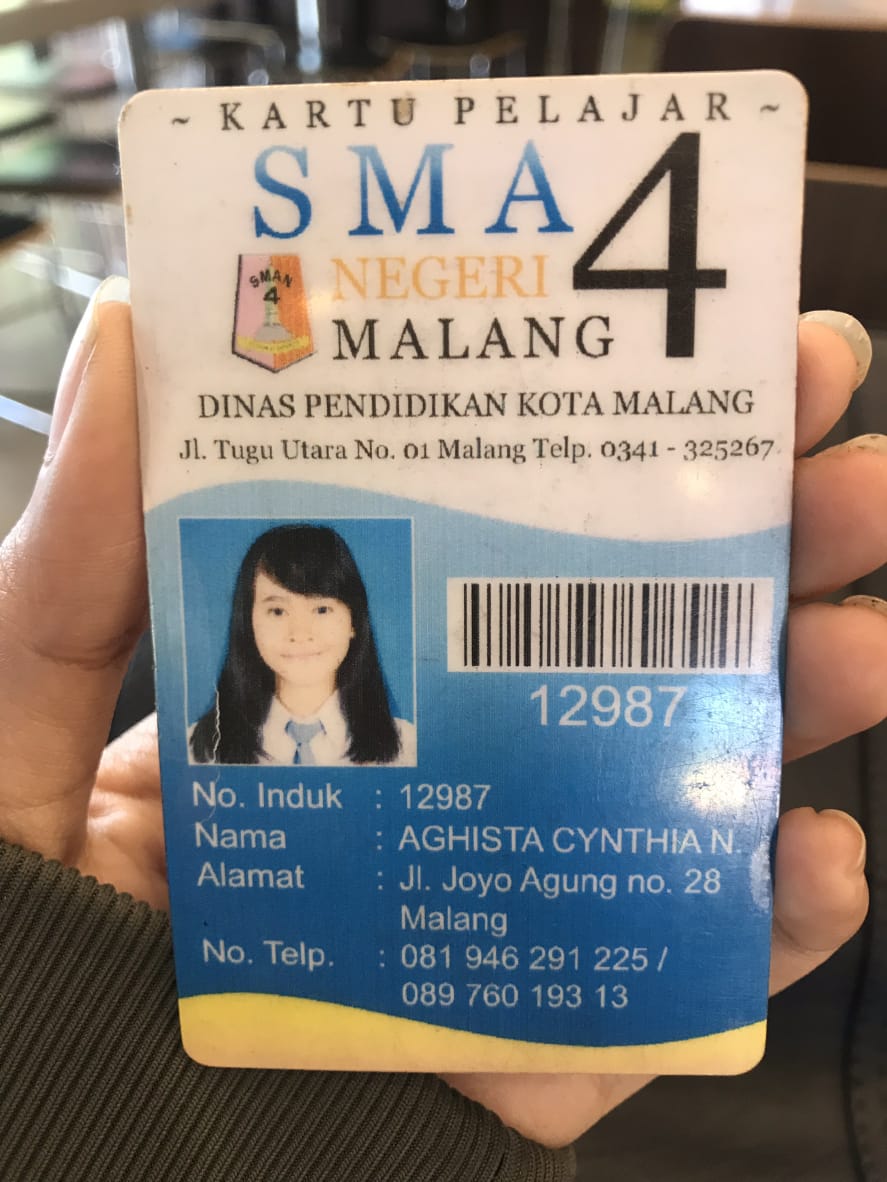 ~ KARTU PELAJAR ~
SMA 4
NEGERI
MALANG
SMAN
4
DINAS PENDIDIKAN KOTA MALANG
Jl. Tugu Utara No. 01 Malang Telp. 0341 - 325267
12987
No. Induk : 12987
Nama : AGHISTA CYNTHIA N.
Alamat : Jl. Joyo Agung no. 28
Malang
No. Telp. : 081 946 291 225 /
089 760 193 13